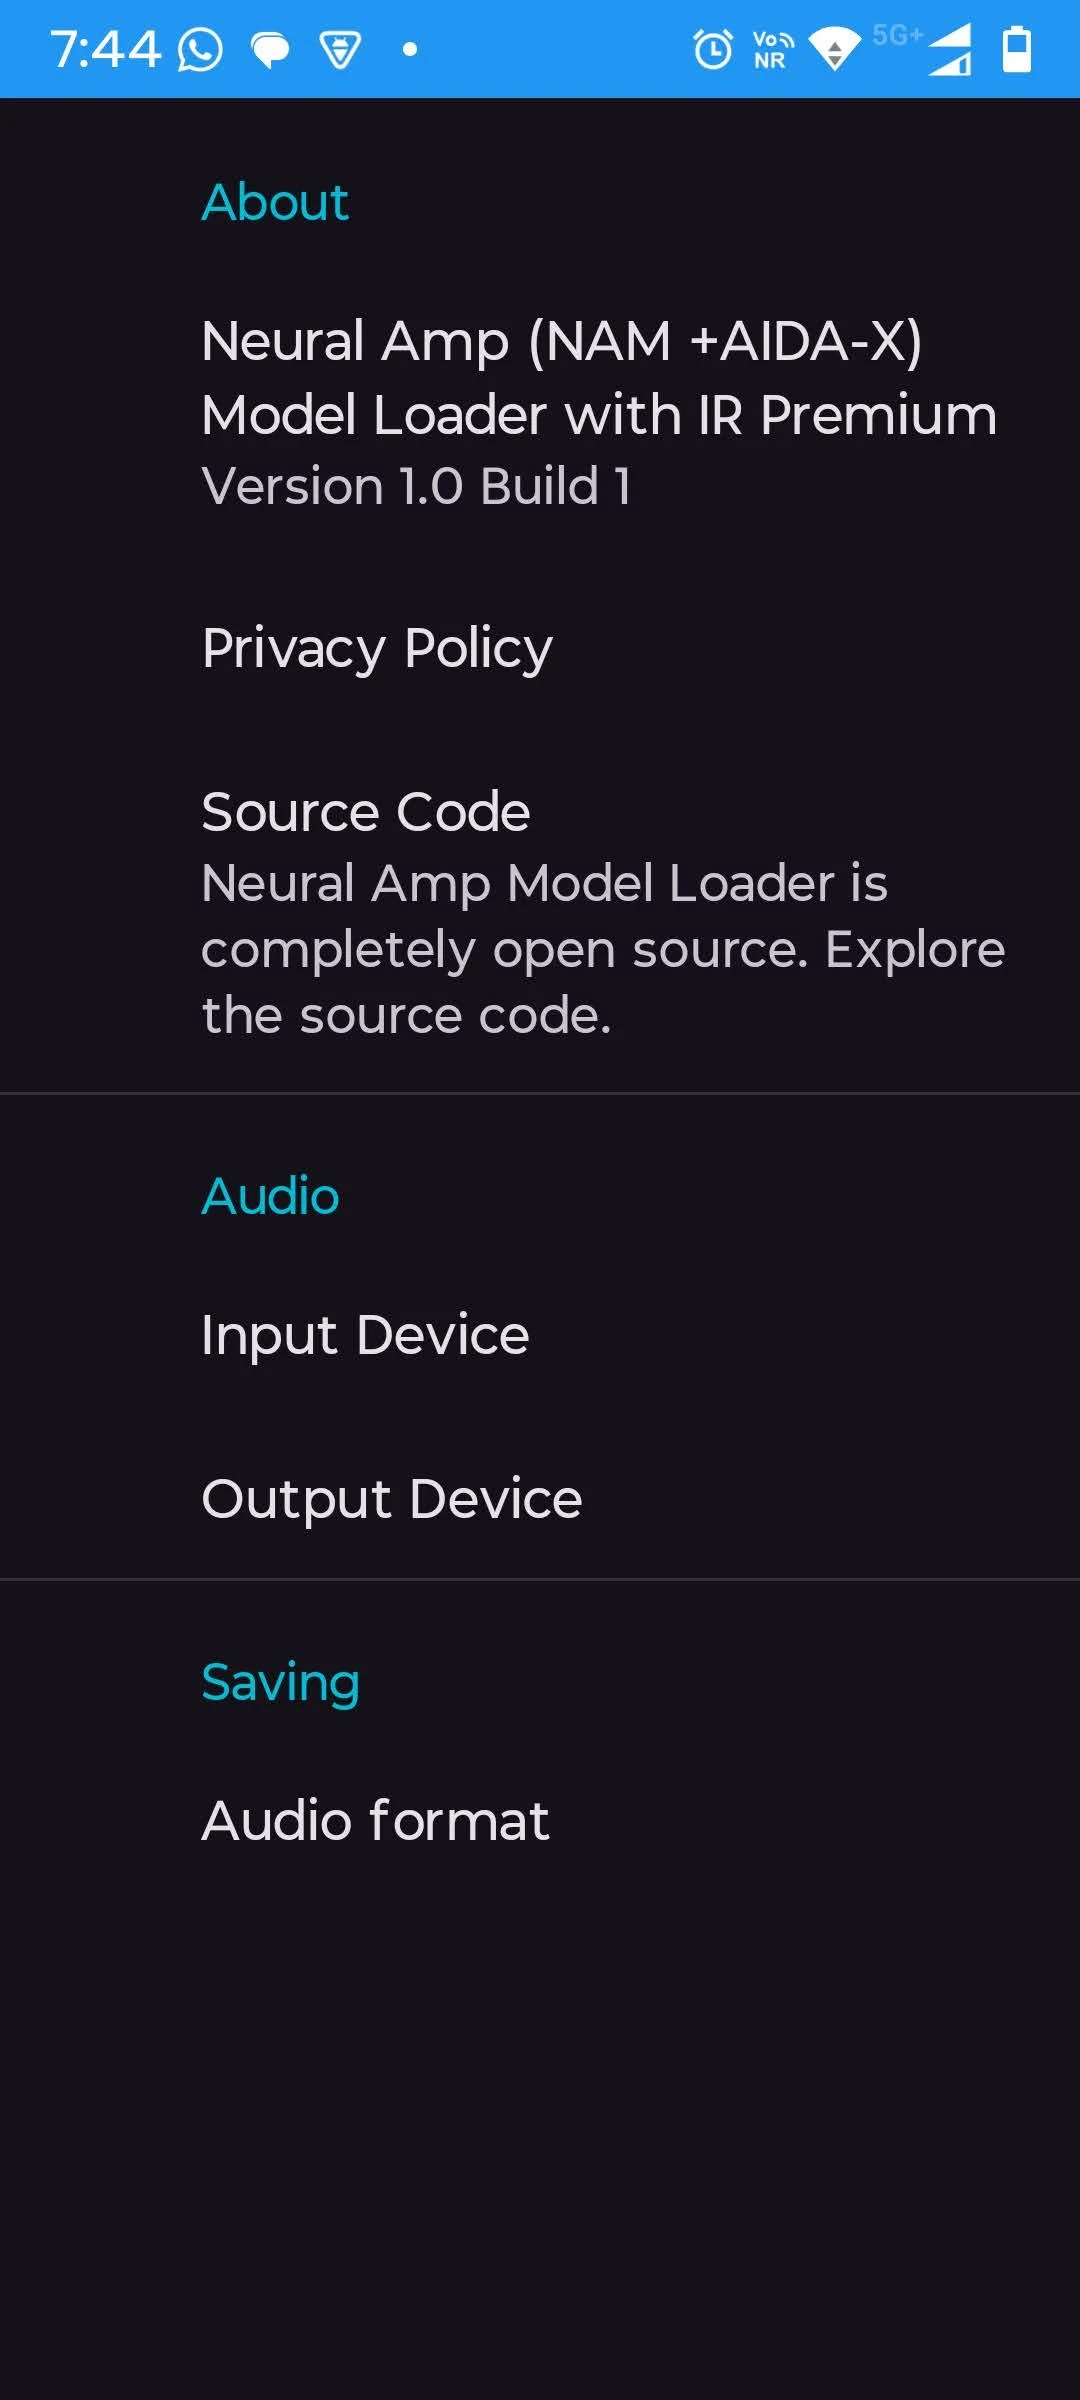 7:44
Vo
NR
5G+
About
Neural Amp (NAM +AIDA-X)
Model Loader with IR Premium
Version 1.0 Build 1
Privacy Policy
Source Code
Neural Amp Model Loader is
completely open source. Explore
the source code.
Audio
Input Device
Output Device
Saving
Audio format